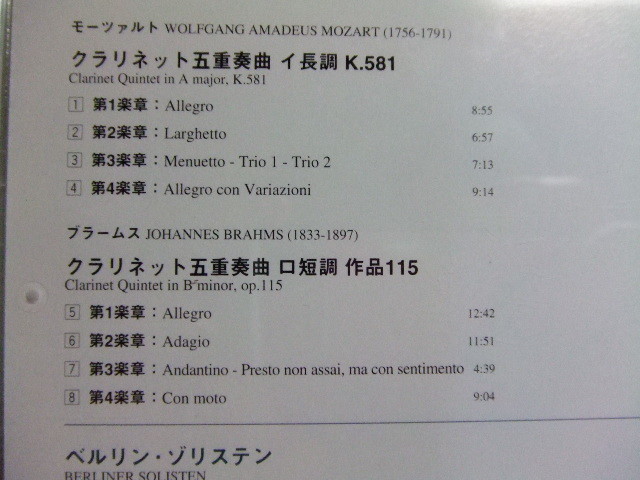 モーツァルト WOLFGANG AMADEUS MOZART (1756-1791)
クラリネット五重奏曲 イ長調 K.581
Clarinet Quintet in A major, K.581
1 第1楽章：Allegro 8:55
2 第2楽章：Larghetto 6:57
3 第3楽章：Menuetto - Trio 1 - Trio 2 7:13
4 第4楽章：Allegro con Variazioni 9:14
ブラームス JOHANNES BRAHMS (1833-1897)
クラリネット五重奏曲 ロ短調 作品115
Clarinet Quintet in B minor, op.115
5 第1楽章：Allegro 12:42
6 第2楽章：Adagio 11:51
7 第3楽章：Andantino - Presto non assai, ma con sentimento 4:39
8 第4楽章：Con moto 9:04
ベルリン・ゾリステン
BERLINER SOLISTEN